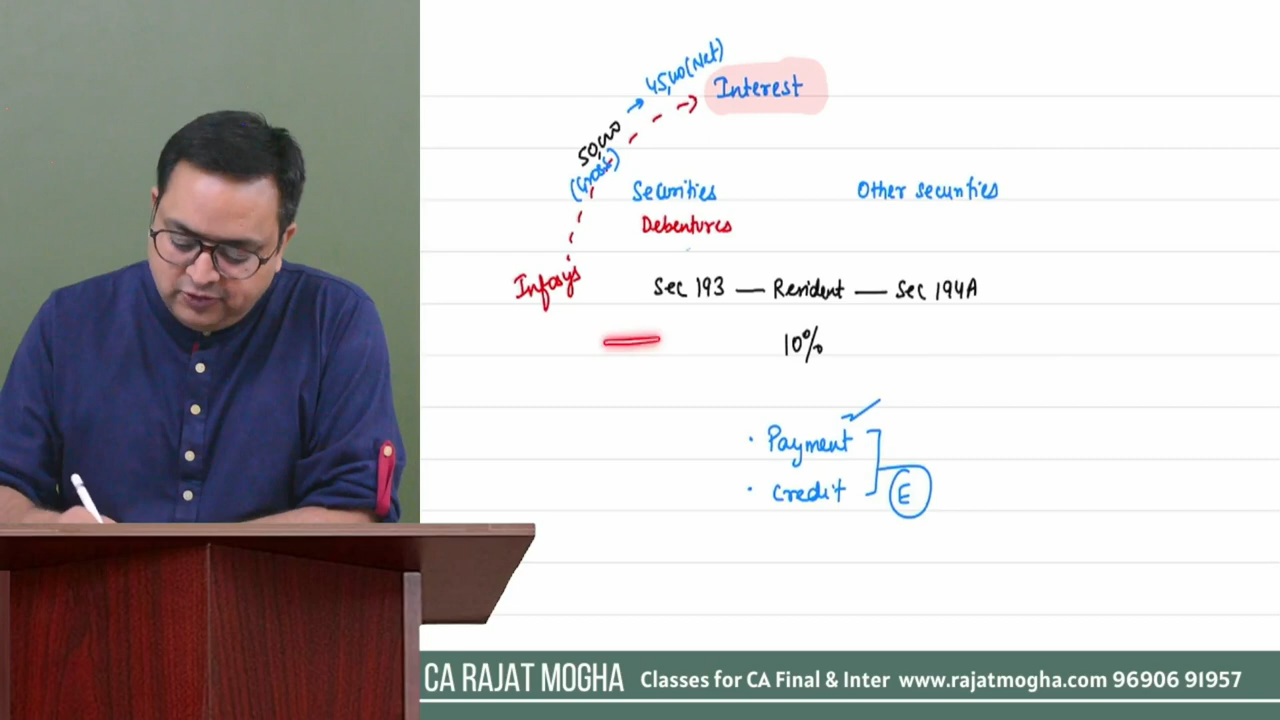 45,000 (Net)
Interest
50,000
(Gross)
Securities Other securities
Debentures
Infosys
Sec 193 — Resident — Sec 194A
10%
· Payment
· Credit
E
CA RAJAT MOGHA Classes for CA Final & Inter www.rajatmogha.com 96906 91957